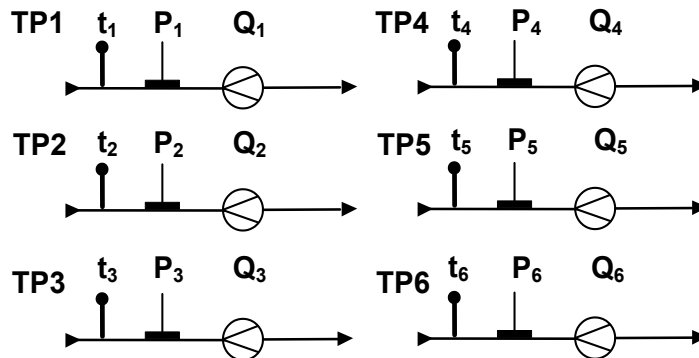 TP1 t₁ P₁ Q₁
TP4 t₄ P₄ Q₄
TP2 t₂ P₂ Q₂
TP5 t₅ P₅ Q₅
TP3 t₃ P₃ Q₃
TP6 t₆ P₆ Q₆